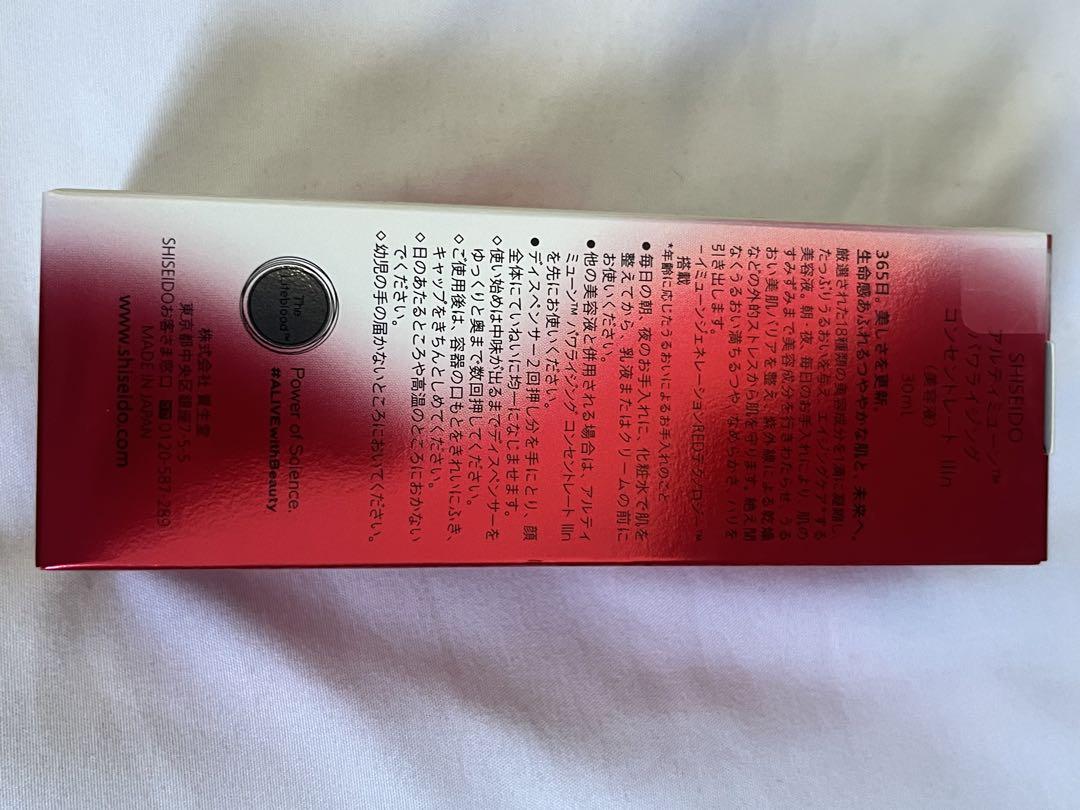 SHISEIDO
アルティミューン™
パワライジング
コンセントレート IIIn
(美容液)
30ml
365日。美しさを更新。
生命感あふれるつややかな肌と、未来へ。
厳選された18種類の美容成分を1滴に凝縮し、
たっぷりうるおいを与え、エイジングケア*する
美容液。朝・夜、毎日のお手入れにより、肌の
すみずみまで美容成分を行きわたらせ、うる
おい美肌バリアを整え、紫外線による乾燥
などの外的ストレスから肌を守ります。絶え間
なくうるおい満ちるつや、なめらかさ、ハリを
引き出します。
−イミューンジェネレーションREDテクノロジー™
搭載
*年齢に応じたうるおいによるお手入れのこと
●毎日の朝、夜のお手入れに、化粧水で肌を
整えてから、乳液またはクリームの前に
お使いください。
●他の美容液と併用される場合は、アルティ
ミューン™ パワライジング コンセントレート IIIn
を先にお使いください。
●ディスペンサー2回押し分を手にとり、顔
全体にていねいに均一になじませます。
◇使い始めは中味が出るまでディスペンサーを
ゆっくりと奥まで数回押してください。
◇ご使用後は、容器の口もとをきれいにふき、
キャップをきちんとしめてください。
◇日のあたるところや高温のところにおかない
でください。
◇幼児の手の届かないところにおいてください。
The
Lifeblood™
Power of Science.
#ALIVEwithBeauty
株式会社 資生堂
東京都中央区銀座7-5-5
MADE IN JAPAN
SHISEIDOお客さま窓口 0120-587-289
www.shiseido.com